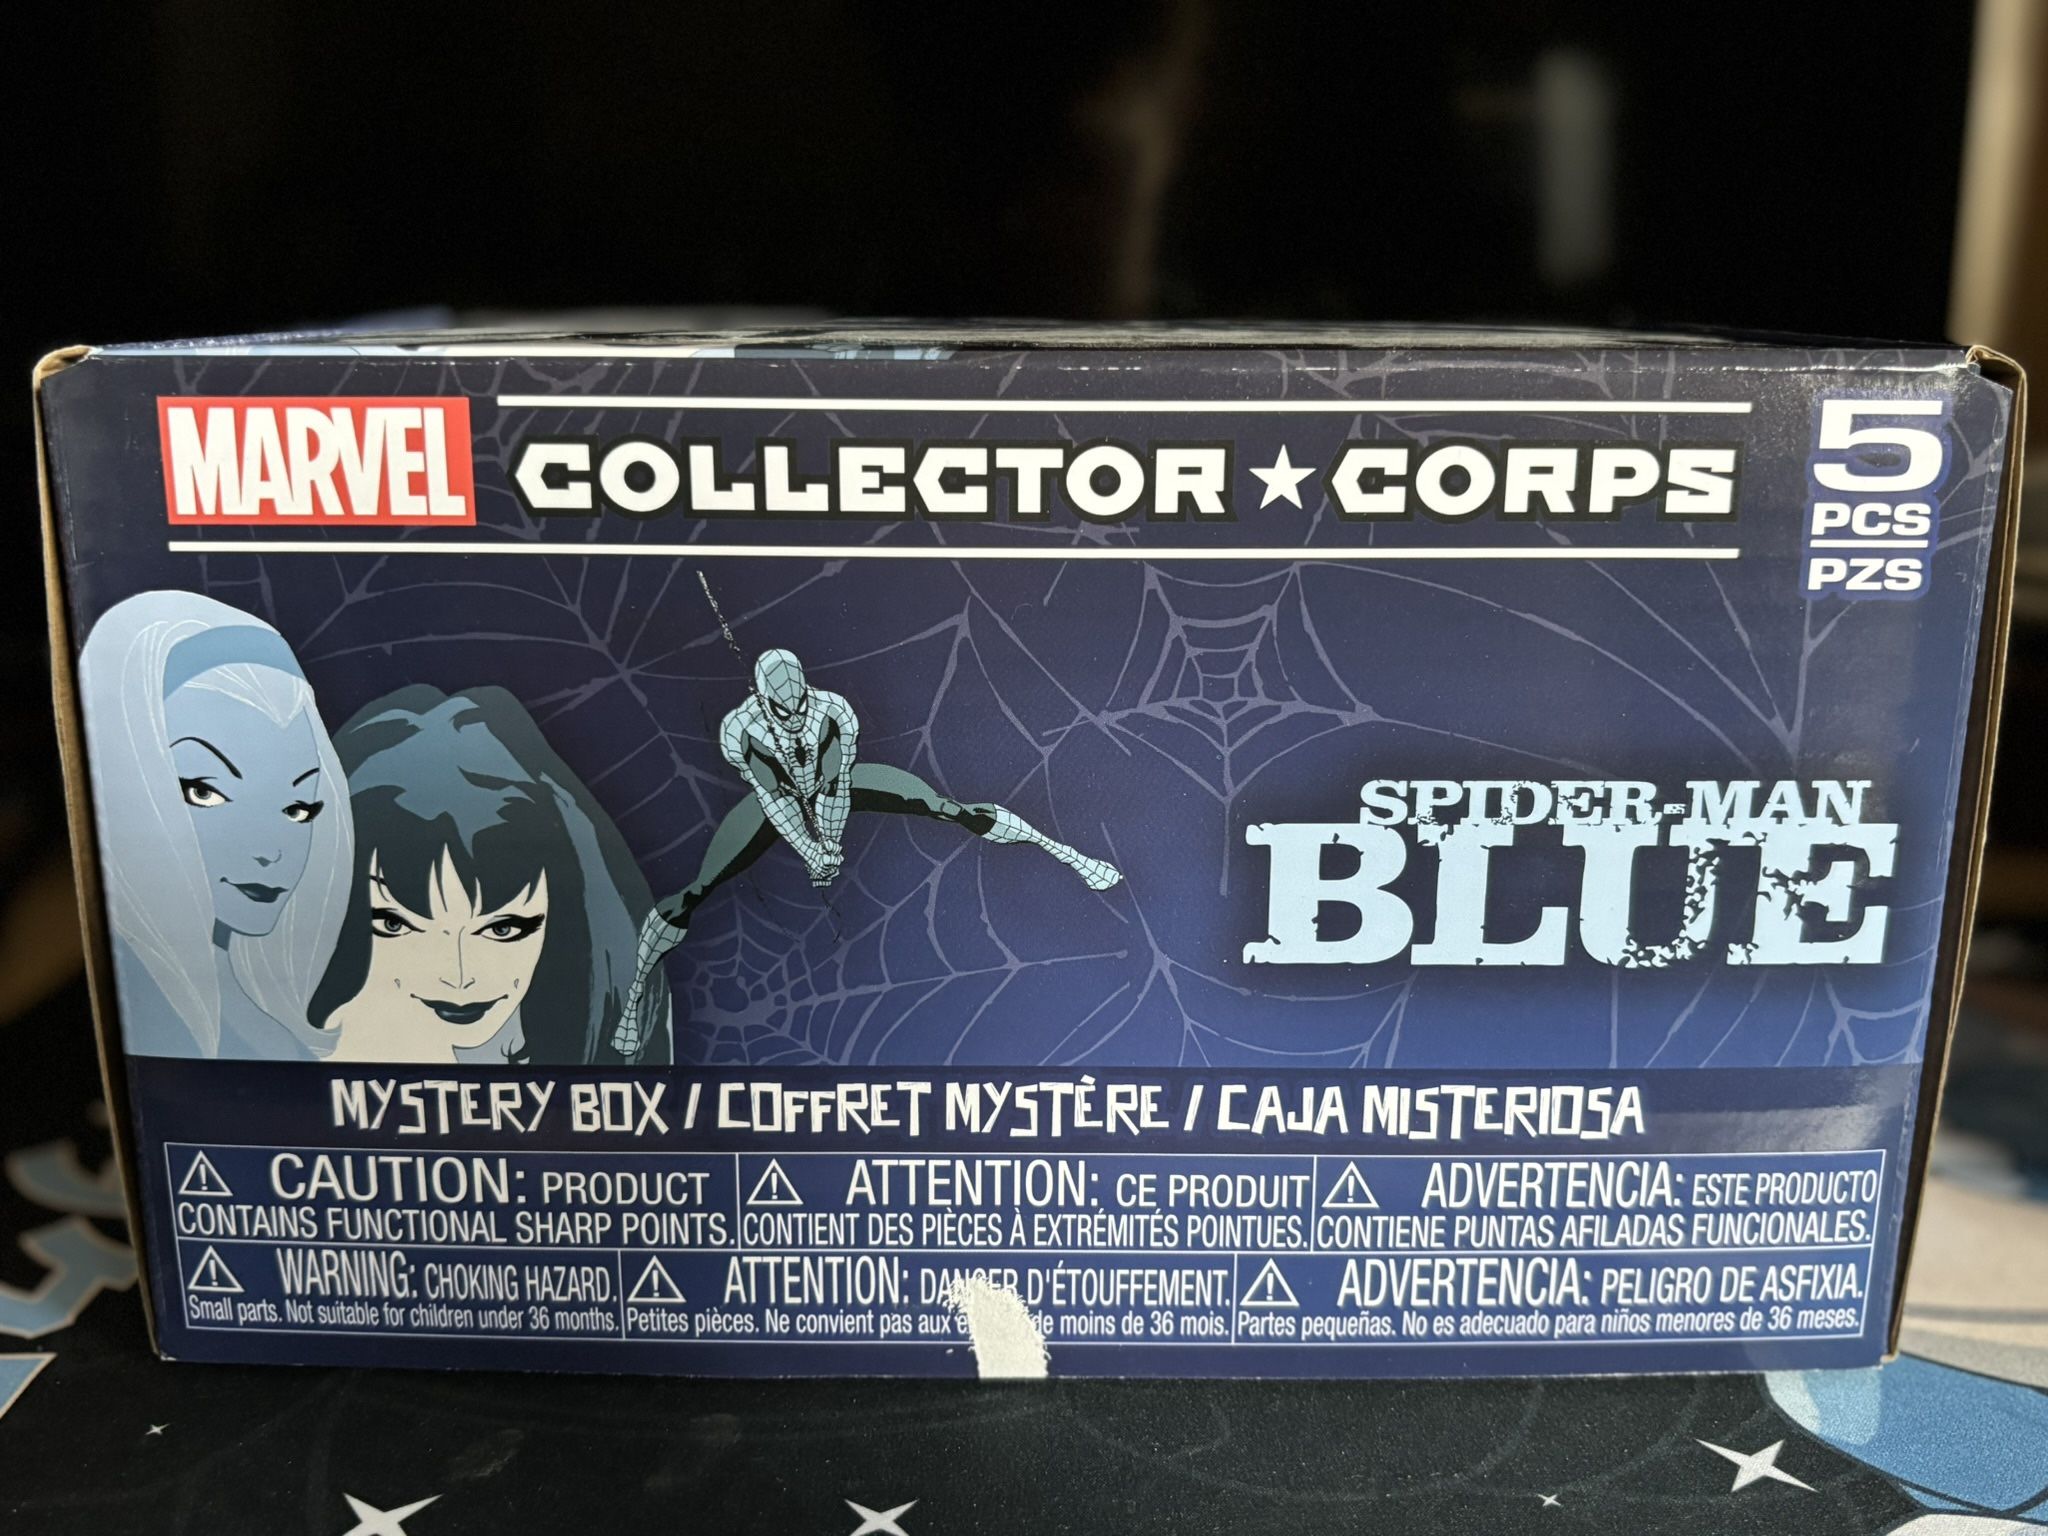 MARVEL COLLECTOR★CORPS
5
PCS
PZS
SPIDER-MAN
BLUE
MYSTERY BOX / COFFRET MYSTÈRE / CAJA MISTERIOSA
⚠ CAUTION: PRODUCT
CONTAINS FUNCTIONAL SHARP POINTS.
⚠ ATTENTION: CE PRODUIT
CONTIENT DES PIÈCES À EXTRÉMITÉS POINTUES.
⚠ ADVERTENCIA: ESTE PRODUCTO
CONTIENE PUNTAS AFILADAS FUNCIONALES.
⚠ WARNING: CHOKING HAZARD.
Small parts. Not suitable for children under 36 months.
⚠ ATTENTION: DANGER D'ÉTOUFFEMENT.
Petites pièces. Ne convient pas aux de moins de 36 mois.
⚠ ADVERTENCIA: PELIGRO DE ASFIXIA.
Partes pequeñas. No es adecuado para niños menores de 36 meses.